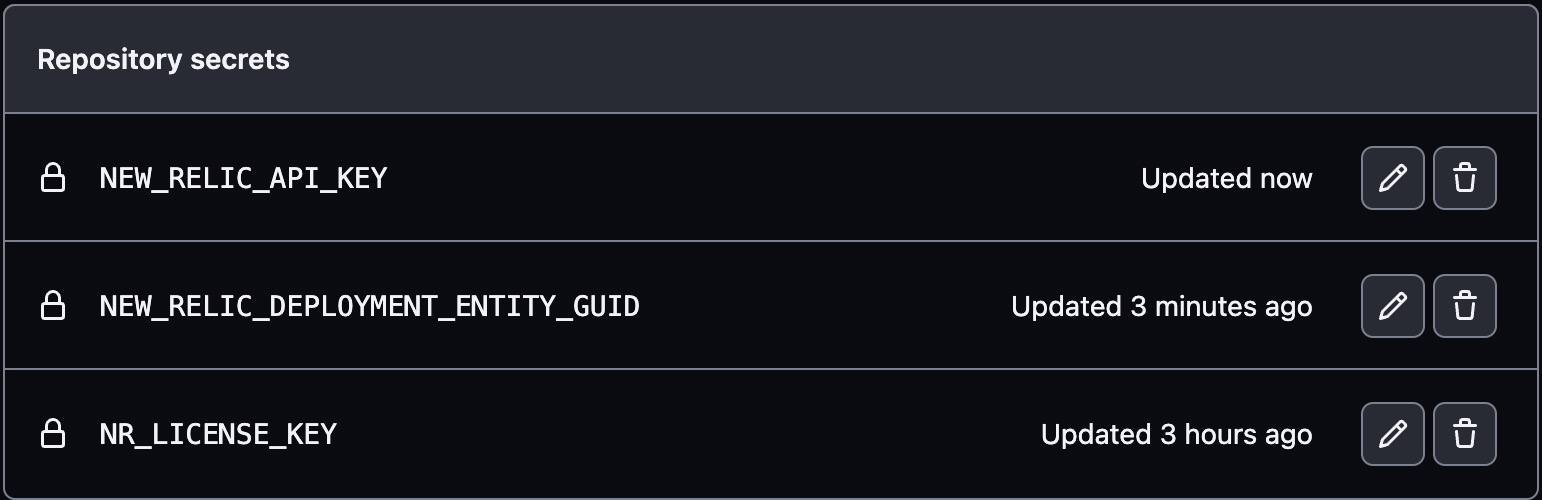 Repository secrets
NEW_RELIC_API_KEY Updated now
NEW_RELIC_DEPLOYMENT_ENTITY_GUID Updated 3 minutes ago
NR_LICENSE_KEY Updated 3 hours ago